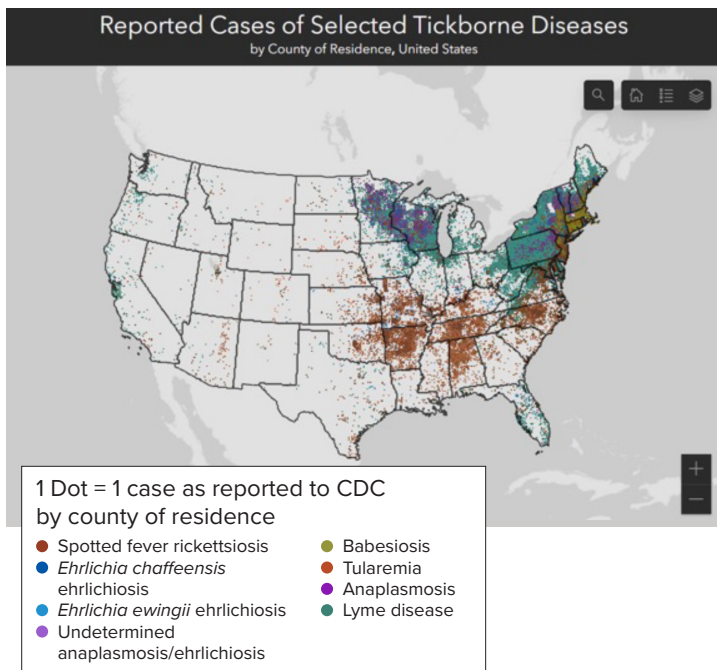 Reported Cases of Selected Tickborne Diseases
by County of Residence, United States
1 Dot = 1 case as reported to CDC
by county of residence
Spotted fever rickettsiosis
Ehrlichia chaffeensis
ehrlichiosis
Ehrlichia ewingii ehrlichiosis
Undetermined
anaplasmosis/ehrlichiosis
Babesiosis
Tularemia
Anaplasmosis
Lyme disease